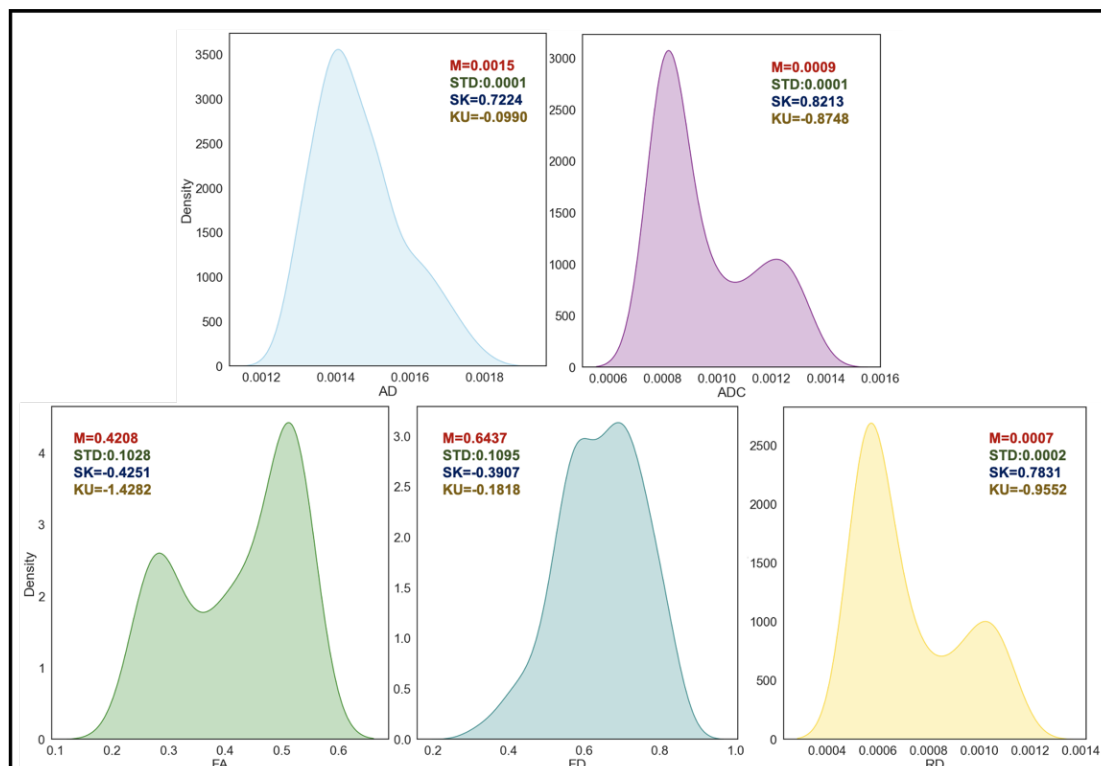 3500
3000
2500
2000
1500
1000
500
0
Density
M=0.0015
STD:0.0001
SK=0.7224
KU=-0.0990
0.0012 0.0014 0.0016 0.0018
AD
3000
2500
2000
1500
1000
500
0
M=0.0009
STD:0.0001
SK=0.8213
KU=-0.8748
0.0006 0.0008 0.0010 0.0012 0.0014 0.0016
ADC
4
3
2
1
0
Density
M=0.4208
STD:0.1028
SK=-0.4251
KU=-1.4282
0.1 0.2 0.3 0.4 0.5 0.6
FA
3.0
2.5
2.0
1.5
1.0
0.5
0.0
M=0.6437
STD:0.1095
SK=-0.3907
KU=-0.1818
0.2 0.4 0.6 0.8 1.0
2500
2000
1500
1000
500
0
M=0.0007
STD:0.0002
SK=0.7831
KU=-0.9552
0.0004 0.0006 0.0008 0.0010 0.0012 0.0014
RD